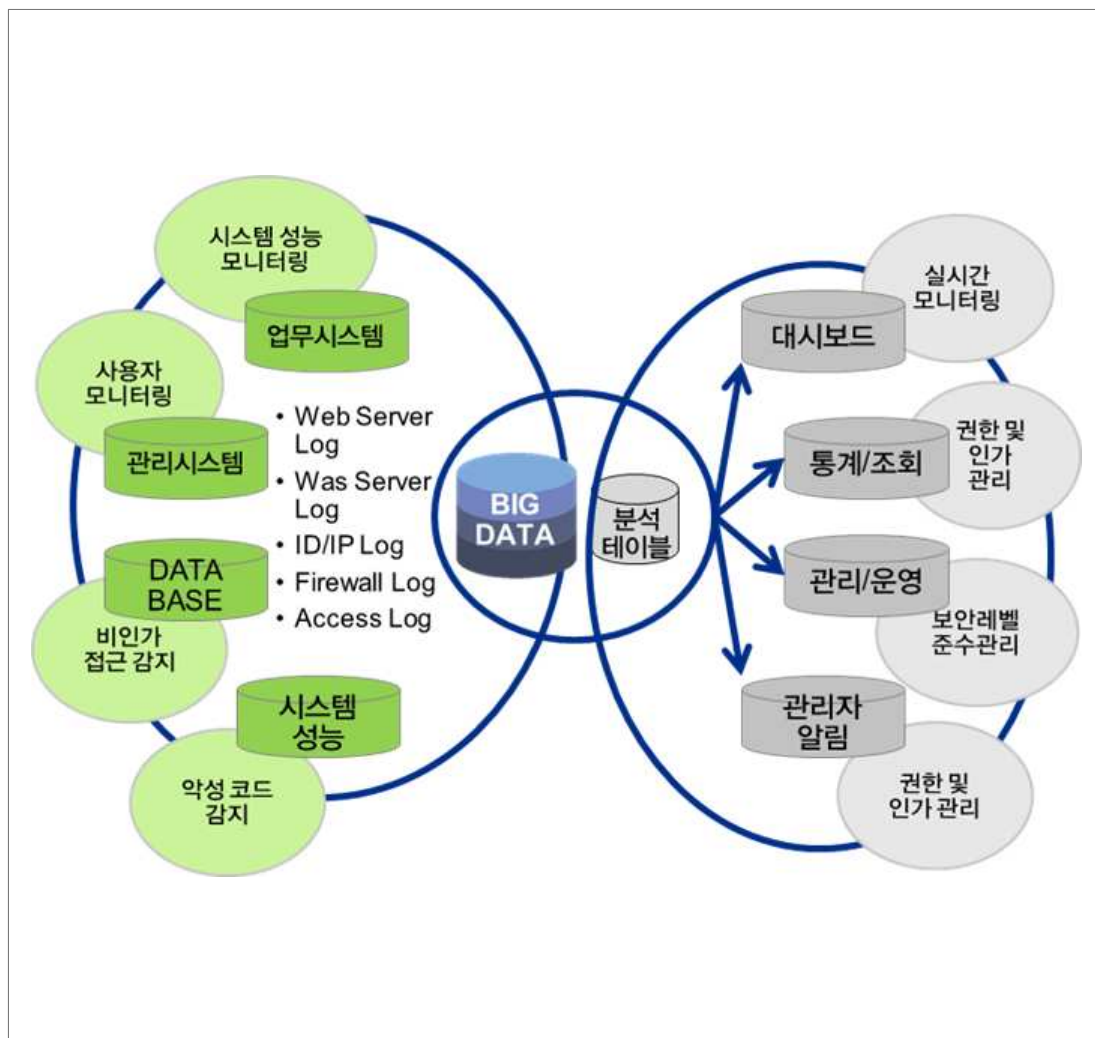 시스템 성능
모니터링
업무시스템
사용자
모니터링
관리시스템
• Web Server
Log
• Was Server
Log
• ID/IP Log
• Firewall Log
• Access Log
DATA
BASE
비인가
접근 감지
시스템
성능
악성 코드
감지
BIG
DATA
분석
테이블
실시간
모니터링
대시보드
권한 및
인가
관리
통계/조회
관리/운영
보안레벨
준수관리
관리자
알림
권한 및
인가 관리